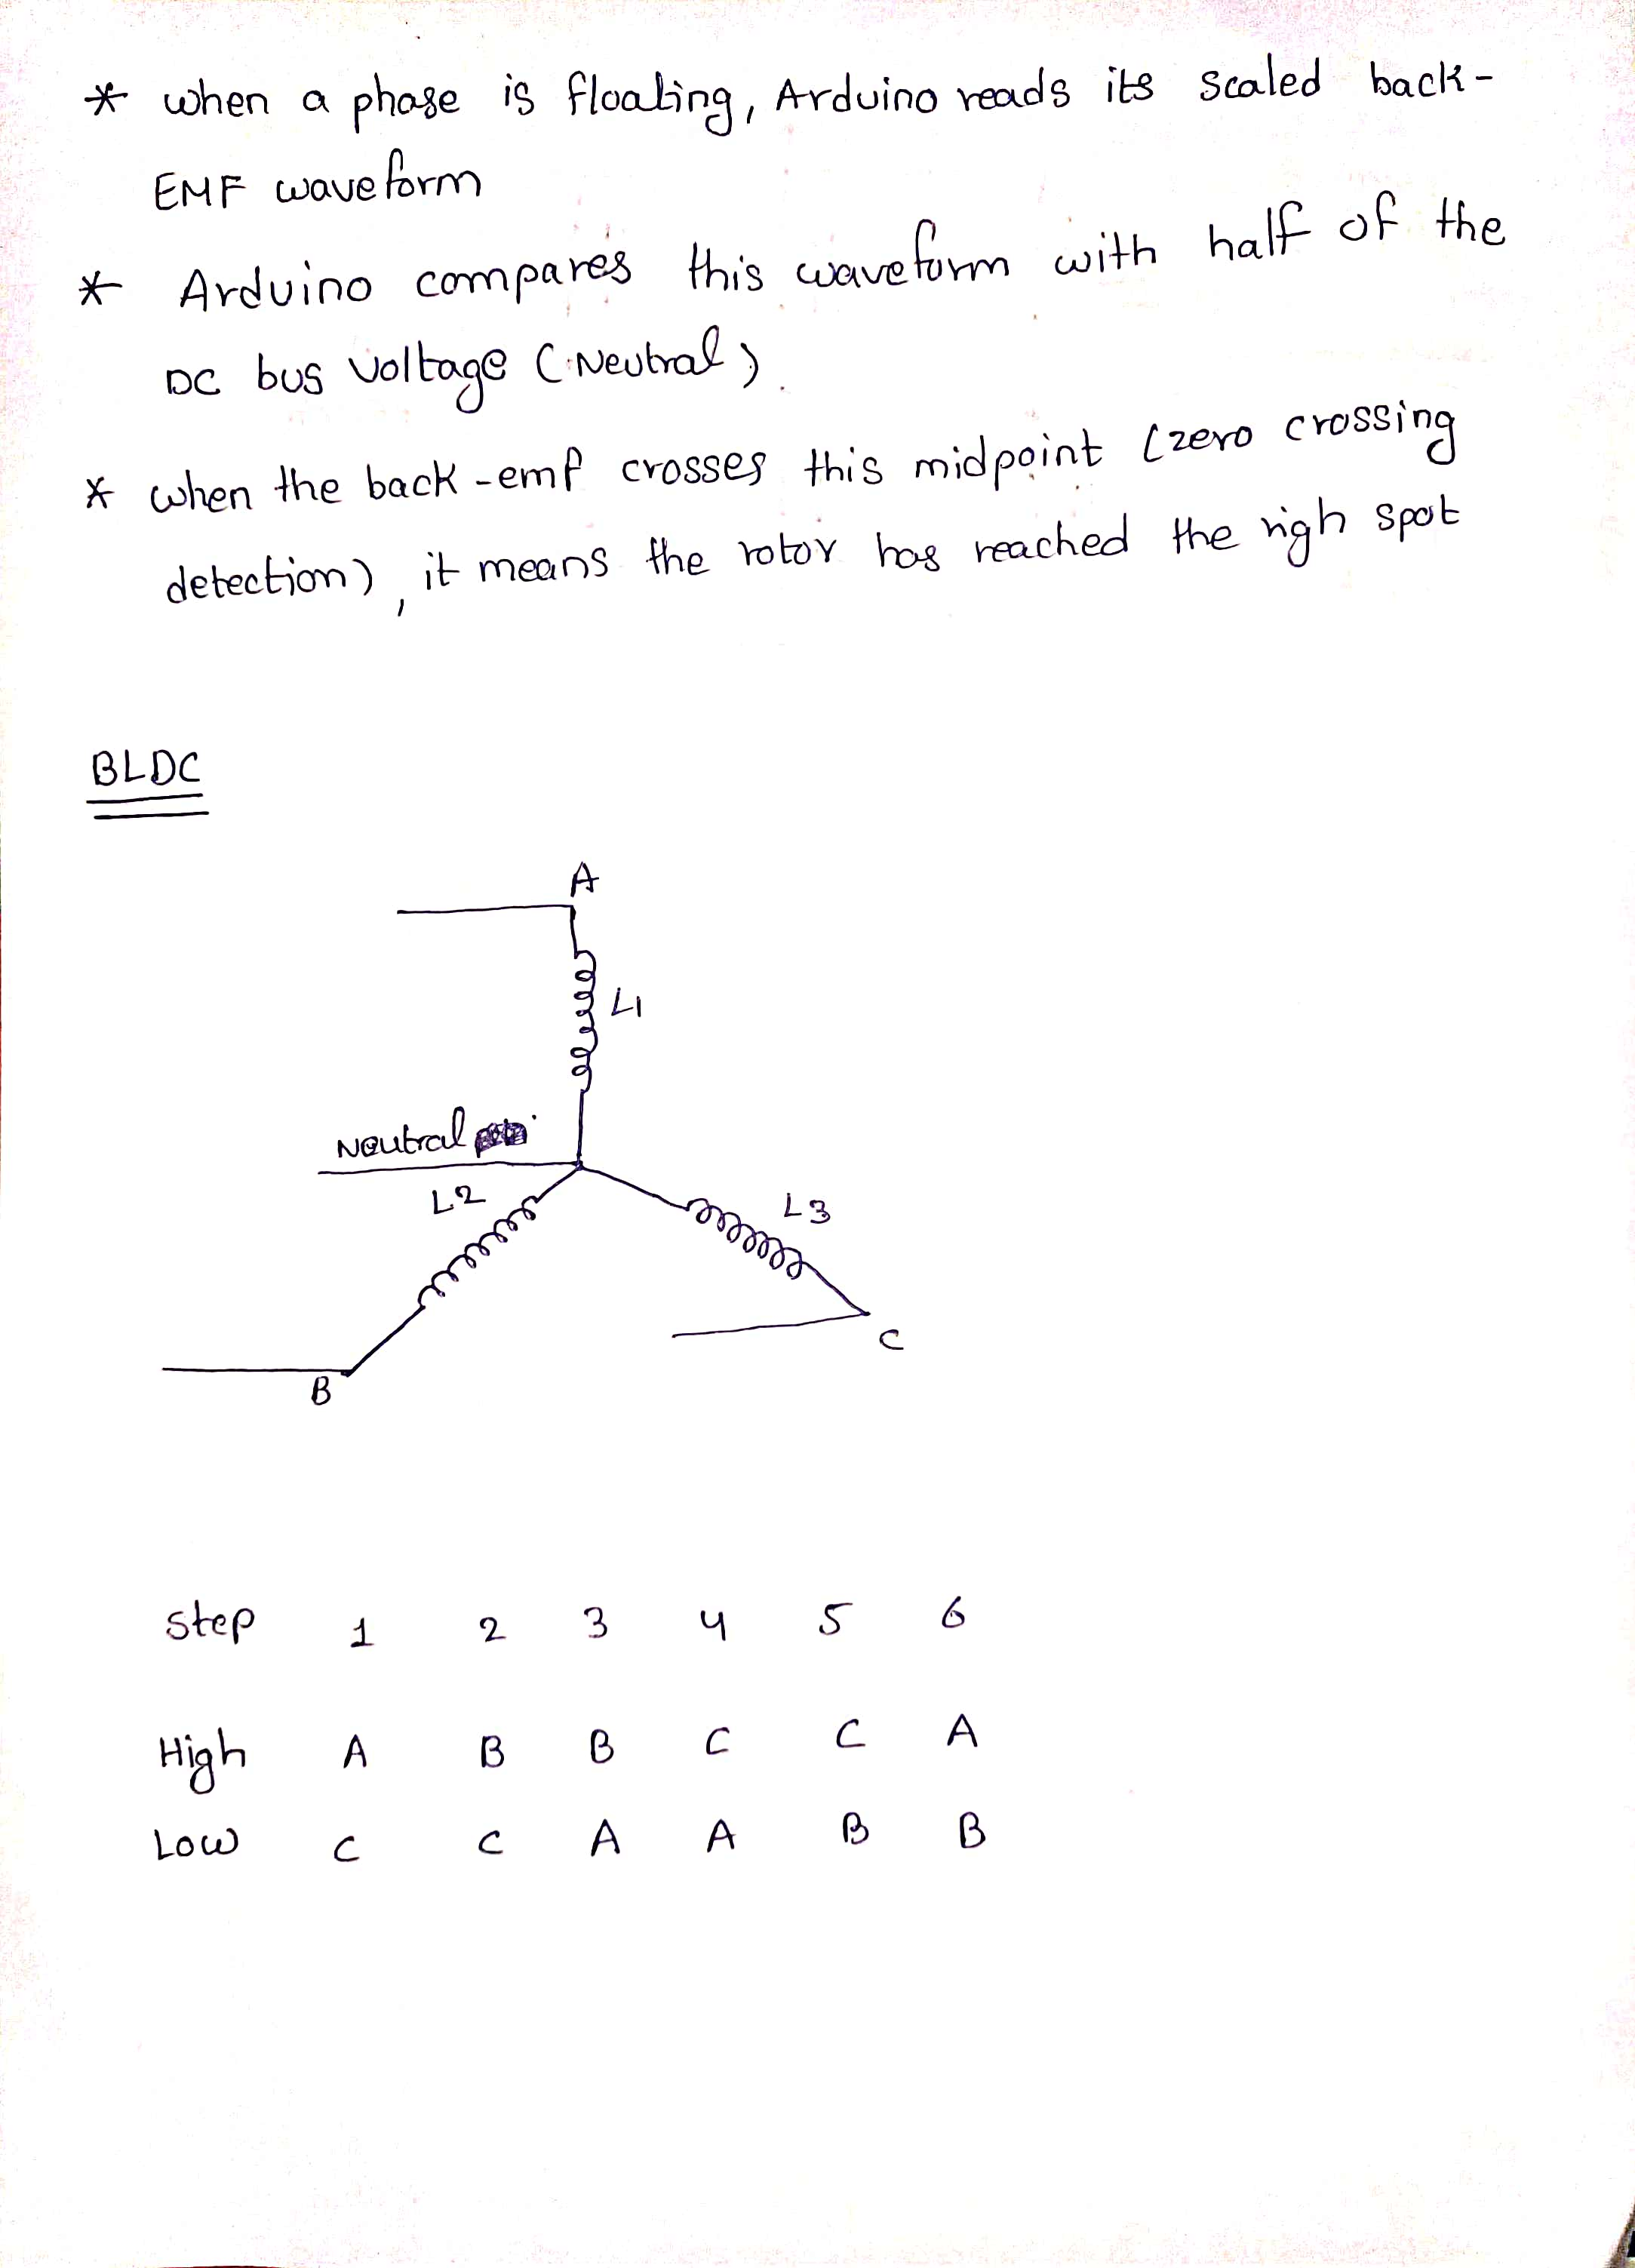 * when a phase is floating, Arduino reads its scaled back-
EMF waveform
* Arduino compares this waveform with half of the
DC bus voltage (Neutral).
* when the back-emf crosses this midpoint (zero crossing
detection), it means the rotor has reached the righ spot
BLDC
A
L1
Neutral
L2
L3
C
B
step 1 2 3 4 5 6
High A B B C C A
Low C C A A B B